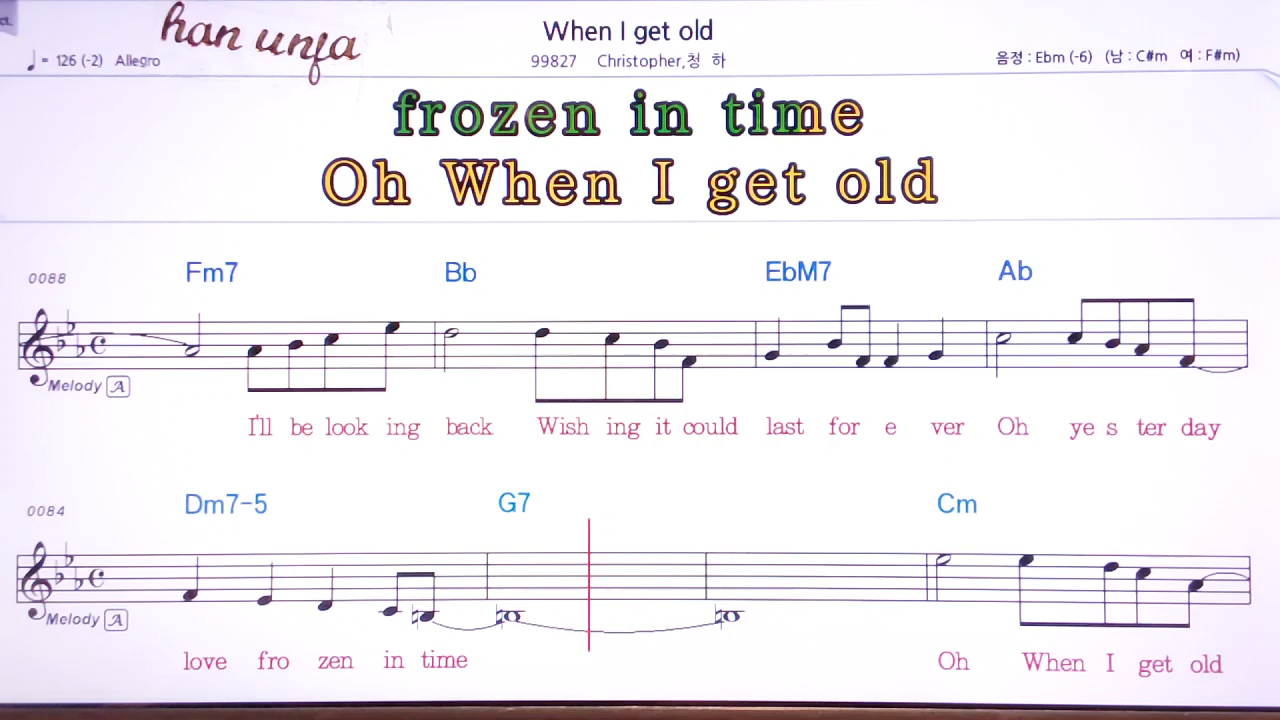 han unfa
When I get old
♩ = 126 (-2) Allegro
99827 Christopher,청 하
음정 : Ebm (-6) (남 : C#m 여 : F#m)
frozen in time
Oh When I get old
0088
Fm7 Bb EbM7 Ab
Melody A
I'll be look ing back Wish ing it could last for e ver Oh ye s ter day
0084
Dm7-5 G7 Cm
Melody A
love fro zen in time Oh When I get old